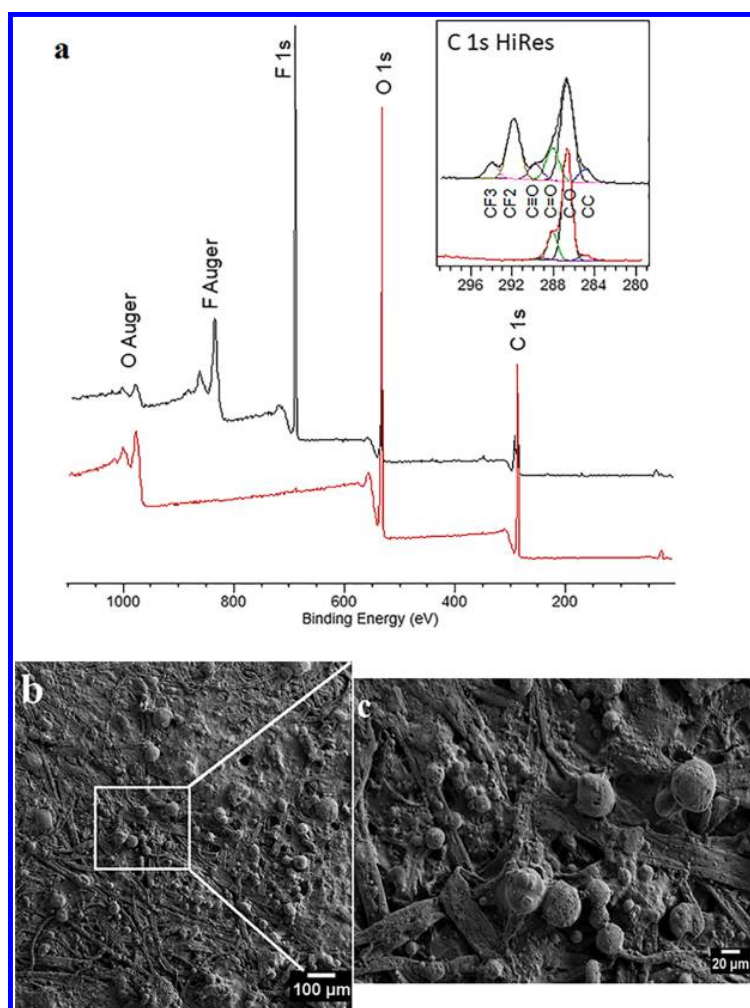 a
C 1s HiRes
CF3
CF2
C≡O
C=O
C O
CC
296 292 288 284 280
F 1s
O 1s
F Auger
O Auger
C 1s
1000 800 600 400 200
Binding Energy (eV)
b
100 µm
c
20 µm